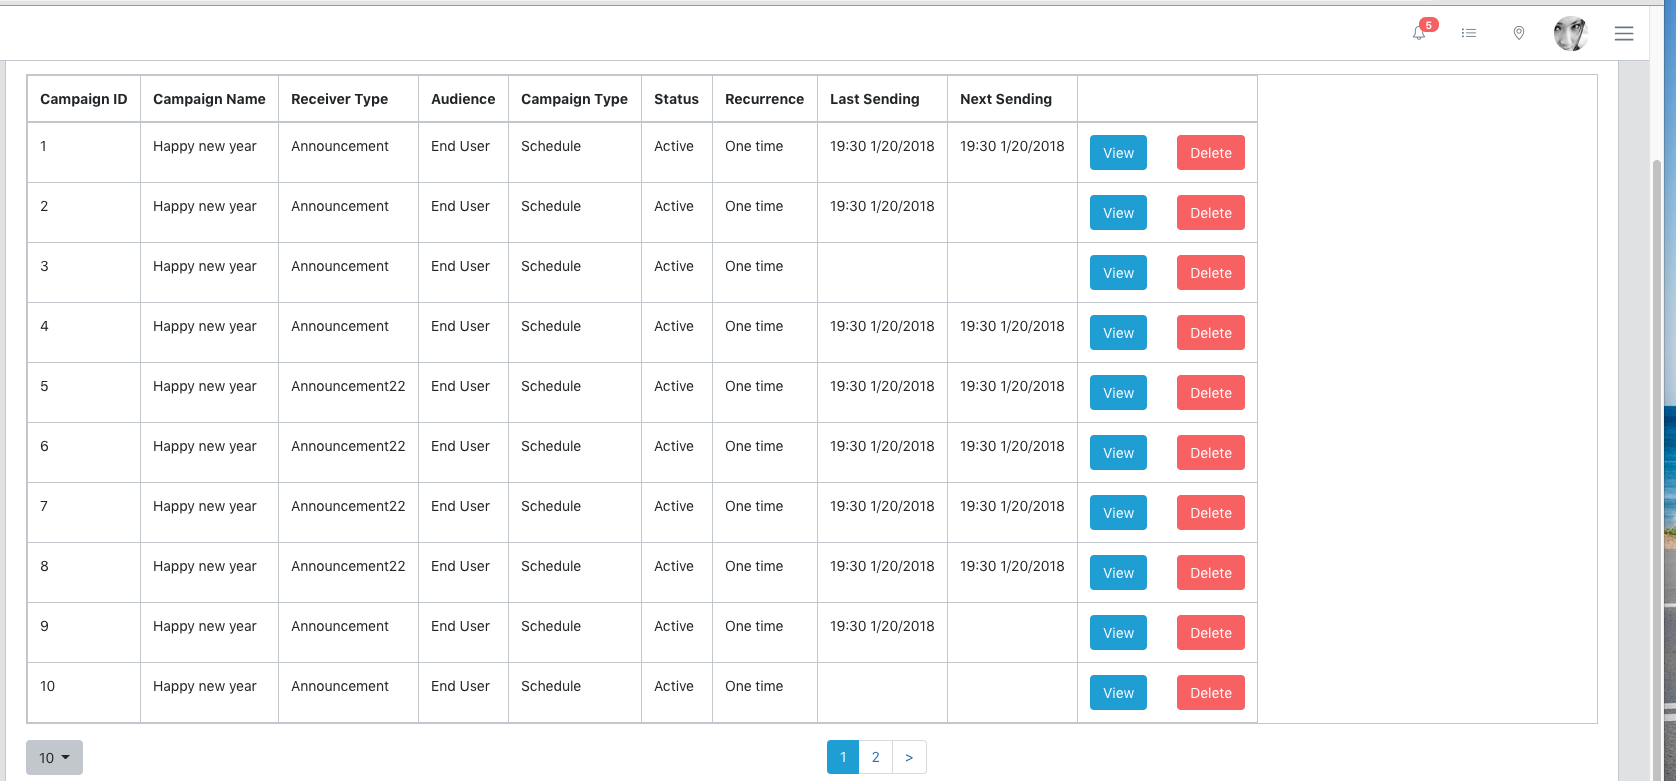 5
Campaign ID Campaign Name Receiver Type Audience Campaign Type Status Recurrence Last Sending Next Sending
1 Happy new year Announcement End User Schedule Active One time 19:30 1/20/2018 19:30 1/20/2018 View Delete
2 Happy new year Announcement End User Schedule Active One time 19:30 1/20/2018 View Delete
3 Happy new year Announcement End User Schedule Active One time View Delete
4 Happy new year Announcement End User Schedule Active One time 19:30 1/20/2018 19:30 1/20/2018 View Delete
5 Happy new year Announcement22 End User Schedule Active One time 19:30 1/20/2018 19:30 1/20/2018 View Delete
6 Happy new year Announcement22 End User Schedule Active One time 19:30 1/20/2018 19:30 1/20/2018 View Delete
7 Happy new year Announcement22 End User Schedule Active One time 19:30 1/20/2018 19:30 1/20/2018 View Delete
8 Happy new year Announcement22 End User Schedule Active One time 19:30 1/20/2018 19:30 1/20/2018 View Delete
9 Happy new year Announcement End User Schedule Active One time 19:30 1/20/2018 View Delete
10 Happy new year Announcement End User Schedule Active One time View Delete
10 1 2 >